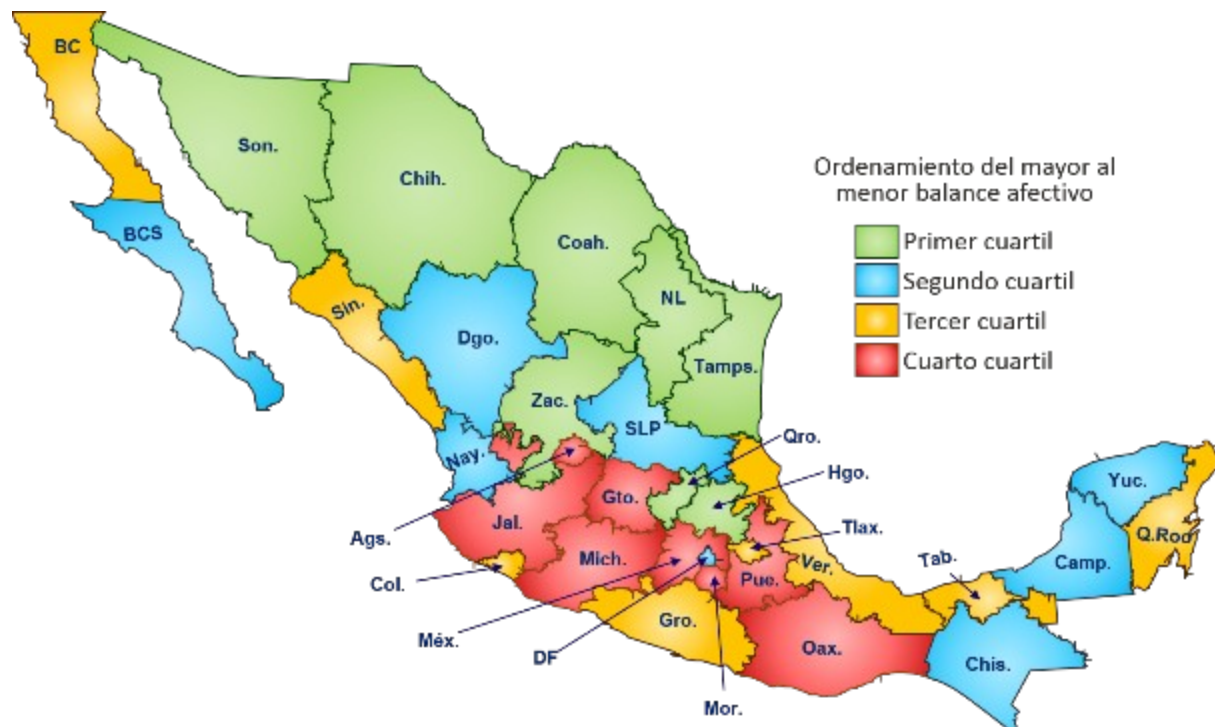 BC
Son.
Chih.
BCS
Coah.
NL
Sin.
Dgo.
Tamps.
Zac.
SLP
Nay.
Qro.
Hgo.
Ags.
Gto.
Jal.
Tlax.
Col.
Mich.
Pue.
Ver.
Tab.
Camp.
Yuc.
Q.Roo
Méx.
DF
Gro.
Oax.
Chis.
Mor.
Ordenamiento del mayor al
menor balance afectivo
Primer cuartil
Segundo cuartil
Tercer cuartil
Cuarto cuartil